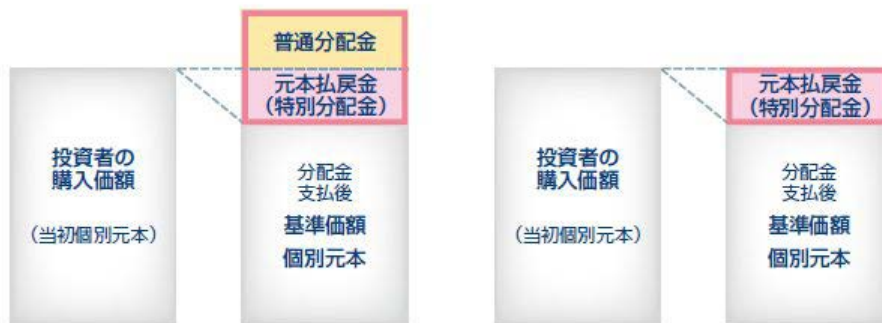 普通分配金
元本払戻金
（特別分配金）
投資者の
購入価額
（当初個別元本）
分配金
支払後
基準価額
個別元本
元本払戻金
（特別分配金）
投資者の
購入価額
（当初個別元本）
分配金
支払後
基準価額
個別元本